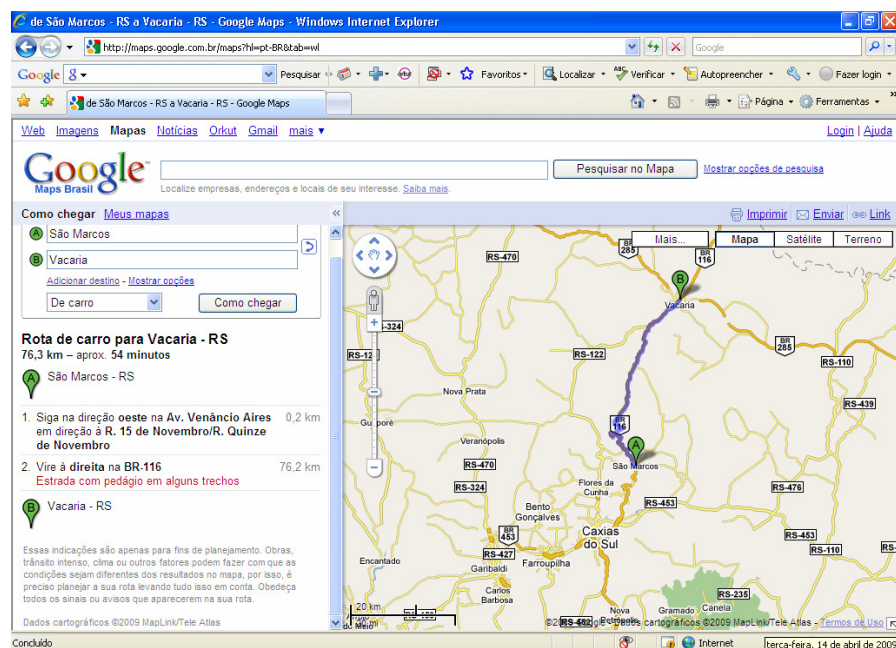 de São Marcos - RS a Vacaria - RS - Google Maps - Windows Internet Explorer
http://maps.google.com.br/maps?hl=pt-BR&tab=wl
Google
Google Pesquisar Favoritos Localizar Verificar Autopreencher Fazer login
de São Marcos - RS a Vacaria - RS - Google Maps
Página Ferramentas
Web Imagens Mapas Notícias Orkut Gmail mais ▼
Login | Ajuda
Google
Maps Brasil
Pesquisar no Mapa
Mostrar opções de pesquisa
Localize empresas, endereços e locais de seu interesse. Saiba mais.
Como chegar Meus mapas
«
Imprimir Enviar Link
A São Marcos
B Vacaria
Adicionar destino - Mostrar opções
De carro
Como chegar
Rota de carro para Vacaria - RS
76,3 km – aprox. 54 minutos
A São Marcos - RS
1. Siga na direção oeste na Av. Venâncio Aires 0,2 km
em direção à R. 15 de Novembro/R. Quinze
de Novembro
2. Vire à direita na BR-116 76,2 km
Estrada com pedágio em alguns trechos
B Vacaria - RS
Essas indicações são apenas para fins de planejamento. Obras,
trânsito intenso, clima ou outros fatores podem fazer com que as
condições sejam diferentes dos resultados no mapa, por isso, é
preciso planejar a sua rota levando tudo isso em conta. Obedeça
todos os sinais ou avisos que aparecerem na sua rota.
Dados cartográficos ©2009 MapLink/Tele Atlas
Mais...
Mapa
Satélite
Terreno
BR
285
BR
116
RS-470
B
Vacaria
RS-324
BR
285
RS-122
RS-110
Nova Prata
RS-439
Guaporé
BR
116
A
Veranópolis
São Marcos
RS-470
RS-324
Flores da
Cunha
RS-476
RS-453
Bento
Gonçalves
BR
453
Caxias
do Sul
RS-453
RS-110
RS-427
Encantado
Garibaldi
Farroupilha
Carlos
Barbosa
RS-235
20 km
Nova
Petrópolis
Gramado
Canela
RS-452
Dados cartográficos ©2009 MapLink/Tele Atlas - Termos de Uso
Concluído
Internet
terça-feira, 14 de abril de 2009